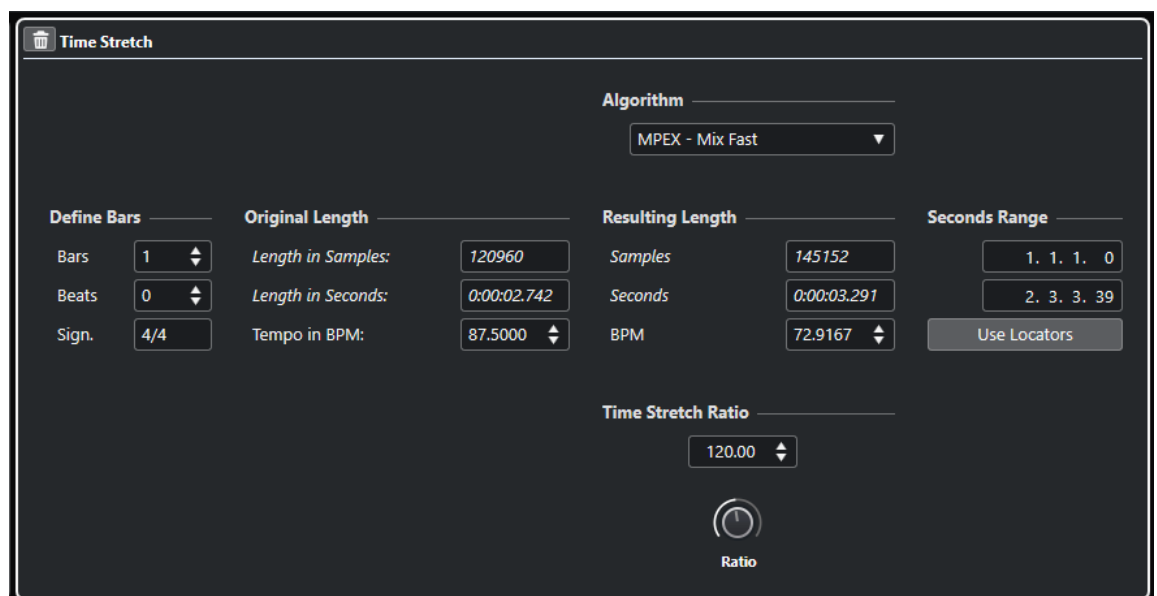 Time Stretch
Algorithm
MPEX - Mix Fast
Define Bars Original Length Resulting Length Seconds Range
Bars 1 Length in Samples: 120960 Samples 145152 1. 1. 1. 0
Beats 0 Length in Seconds: 0:00:02.742 Seconds 0:00:03.291 2. 3. 3. 39
Sign. 4/4 Tempo in BPM: 87.5000 BPM 72.9167 Use Locators
Time Stretch Ratio
120.00
Ratio